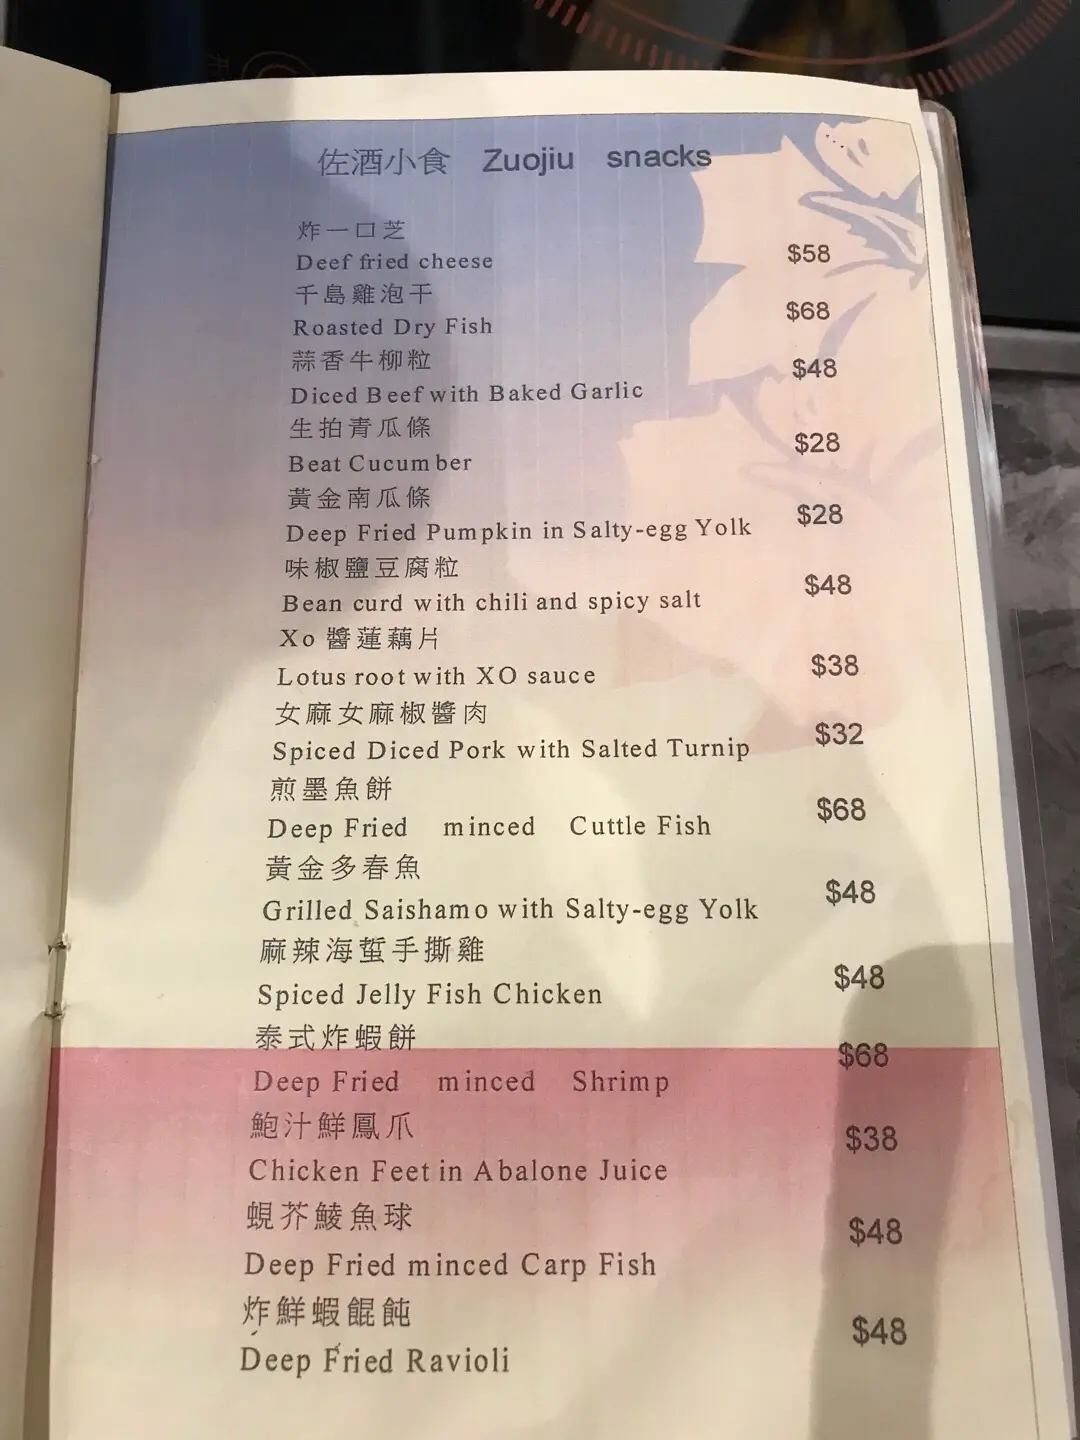 佐酒小食 Zuojiu snacks
炸一口芝
Deef fried cheese $58
千島雞泡干
Roasted Dry Fish $68
蒜香牛柳粒
Diced Beef with Baked Garlic $48
生拍青瓜條
Beat Cucumber $28
黃金南瓜條
Deep Fried Pumpkin in Salty-egg Yolk $28
味椒鹽豆腐粒
Bean curd with chili and spicy salt $48
Xo 醬蓮藕片
Lotus root with XO sauce $38
女麻女麻椒醬肉
Spiced Diced Pork with Salted Turnip $32
煎墨魚餅
Deep Fried minced Cuttle Fish $68
黃金多春魚
Grilled Saishamo with Salty-egg Yolk $48
麻辣海蜇手撕雞
Spiced Jelly Fish Chicken $48
泰式炸蝦餅
Deep Fried minced Shrimp $68
鮑汁鮮鳳爪
Chicken Feet in Abalone Juice $38
蜆芥鯪魚球
Deep Fried minced Carp Fish $48
炸鮮蝦餛飩
Deep Fried Ravioli $48